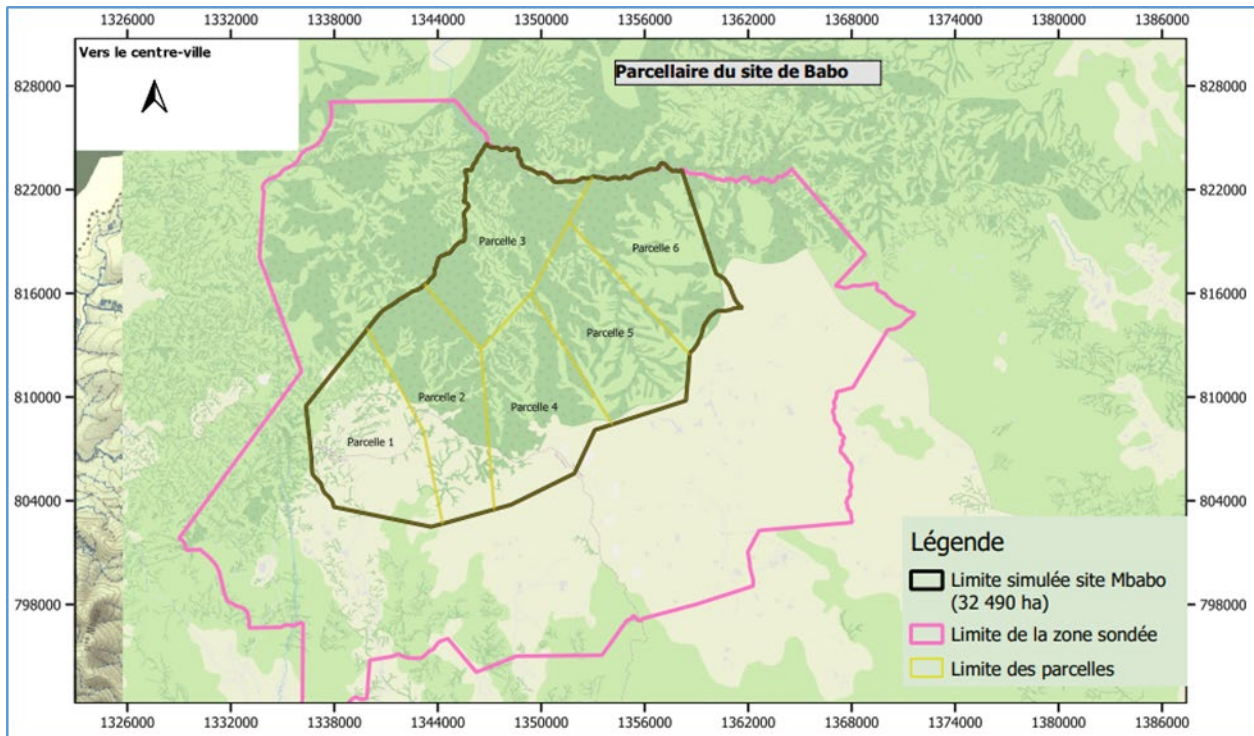 1326000 1332000 1338000 1344000 1350000 1356000 1362000 1368000 1374000 1380000 1386000
Vers le centre-ville
Parcellaire du site de Babo
828000 828000
822000 822000
Parcelle 3
Parcelle 6
816000 816000
Parcelle 5
810000 810000
Parcelle 2
Parcelle 4
Parcelle 1
804000 804000
Légende
Limite simulée site Mbabo
(32 490 ha)
798000 798000
Limite de la zone sondée
Limite des parcelles
1326000 1332000 1338000 1344000 1350000 1356000 1362000 1368000 1374000 1380000 1386000